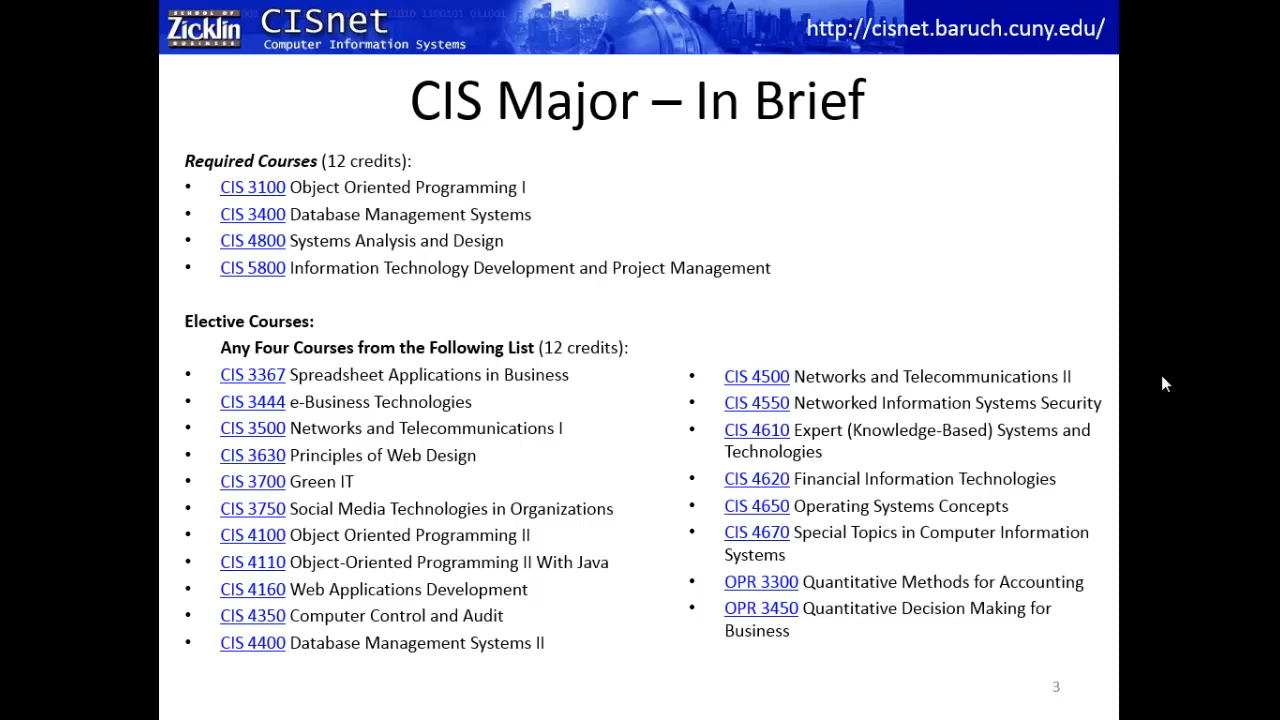 SCHOOL OF
Zicklin
BUSINESS
CISnet
Computer Information Systems
http://cisnet.baruch.cuny.edu/
CIS Major – In Brief
Required Courses (12 credits):
• CIS 3100 Object Oriented Programming I
• CIS 3400 Database Management Systems
• CIS 4800 Systems Analysis and Design
• CIS 5800 Information Technology Development and Project Management
Elective Courses:
Any Four Courses from the Following List (12 credits):
• CIS 3367 Spreadsheet Applications in Business
• CIS 3444 e-Business Technologies
• CIS 3500 Networks and Telecommunications I
• CIS 3630 Principles of Web Design
• CIS 3700 Green IT
• CIS 3750 Social Media Technologies in Organizations
• CIS 4100 Object Oriented Programming II
• CIS 4110 Object-Oriented Programming II With Java
• CIS 4160 Web Applications Development
• CIS 4350 Computer Control and Audit
• CIS 4400 Database Management Systems II
• CIS 4500 Networks and Telecommunications II
• CIS 4550 Networked Information Systems Security
• CIS 4610 Expert (Knowledge-Based) Systems and
Technologies
• CIS 4620 Financial Information Technologies
• CIS 4650 Operating Systems Concepts
• CIS 4670 Special Topics in Computer Information
Systems
• OPR 3300 Quantitative Methods for Accounting
• OPR 3450 Quantitative Decision Making for
Business
3